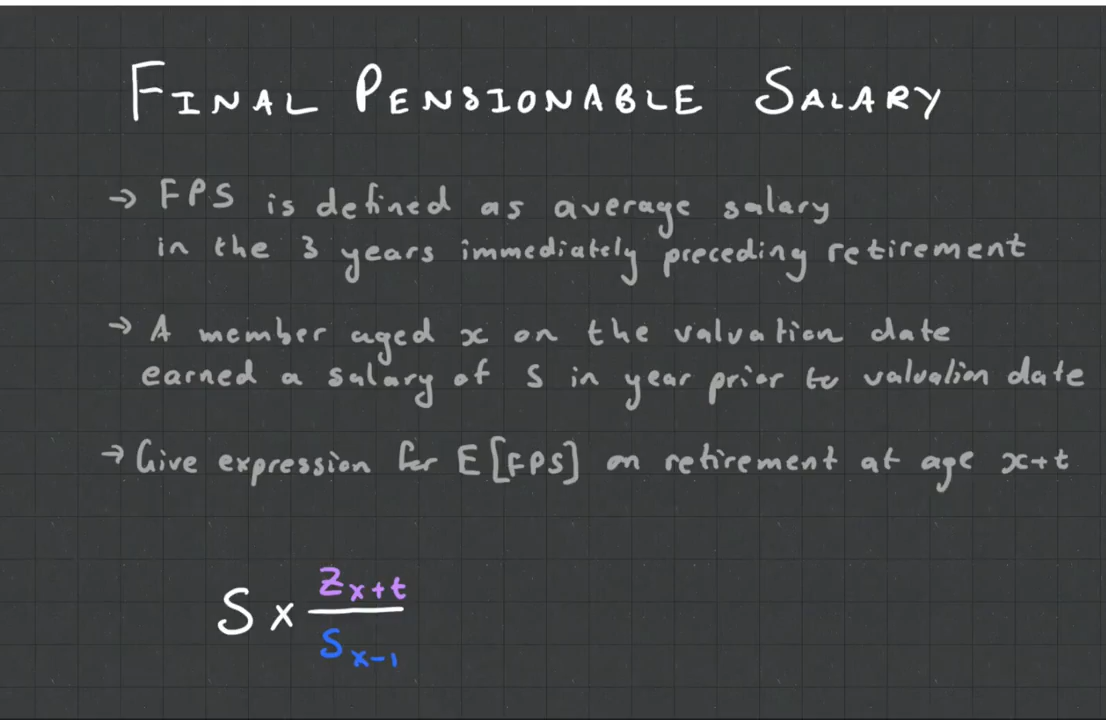 FINAL PENSIONABLE SALARY
→ FPS is defined as average salary
in the 3 years immediately preceding retirement
→ A member aged x on the valuation date
earned a salary of S in year prior to valuation date
→ Give expression for E[FPS] on retirement at age x+t
S × z_{x+t} / s_{x-1}